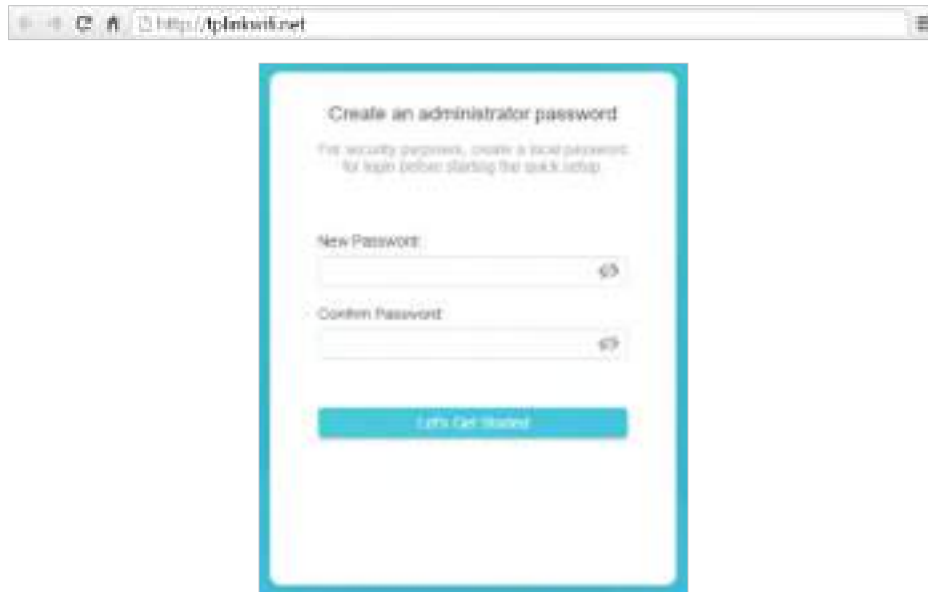 http://tplinkwifi.net
Create an administrator password
For security purposes, create a local password
for login before starting the quick setup
New Password:
Confirm Password:
Let's Get Started